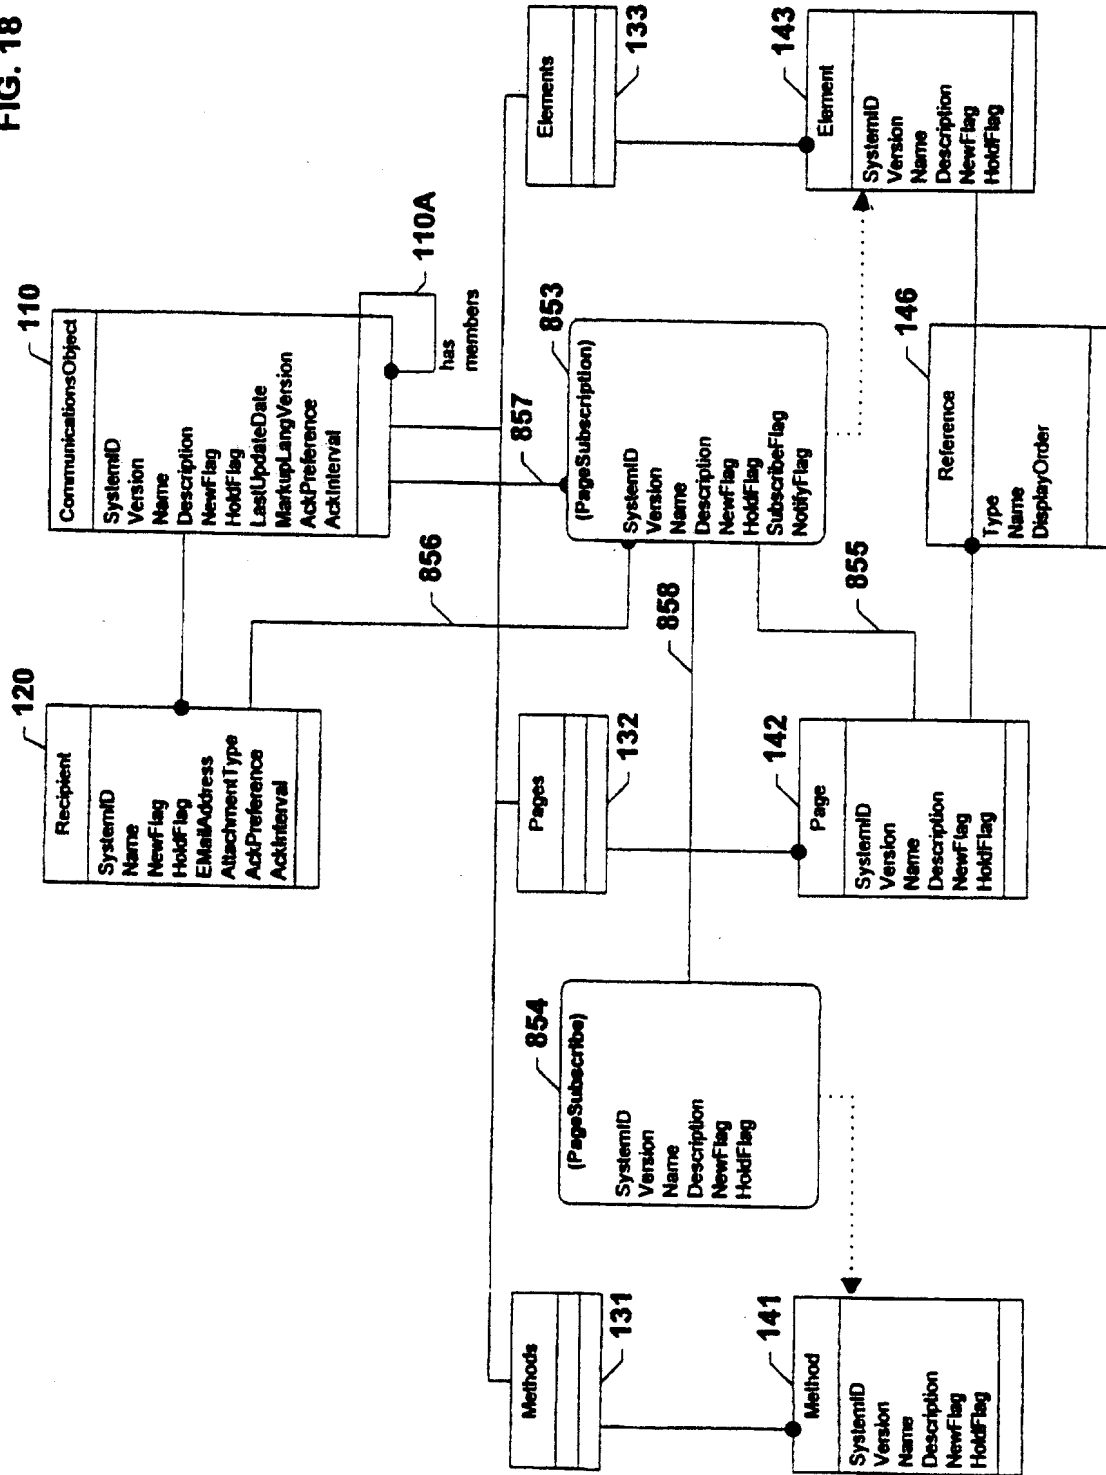 FIG. 18
110
CommunicationsObject
SystemID
Version
Name
Description
NewFlag
HoldFlag
LastUpdateDate
MarkupLangVersion
AckPreference
AckInterval
110A
has
members
120
Recipient
SystemID
Name
NewFlag
HoldFlag
EMailAddress
AttachmentType
AckPreference
AckInterval
856
857
Methods
131
Pages
132
Elements
133
854
(PageSubscribe)
SystemID
Version
Name
Description
NewFlag
HoldFlag
858
853
(PageSubscription)
SystemID
Version
Name
Description
NewFlag
HoldFlag
SubscribeFlag
NotifyFlag
855
141
Method
SystemID
Version
Name
Description
NewFlag
HoldFlag
142
Page
SystemID
Version
Name
Description
NewFlag
HoldFlag
146
Reference
Type
Name
DisplayOrder
143
Element
SystemID
Version
Name
Description
NewFlag
HoldFlag